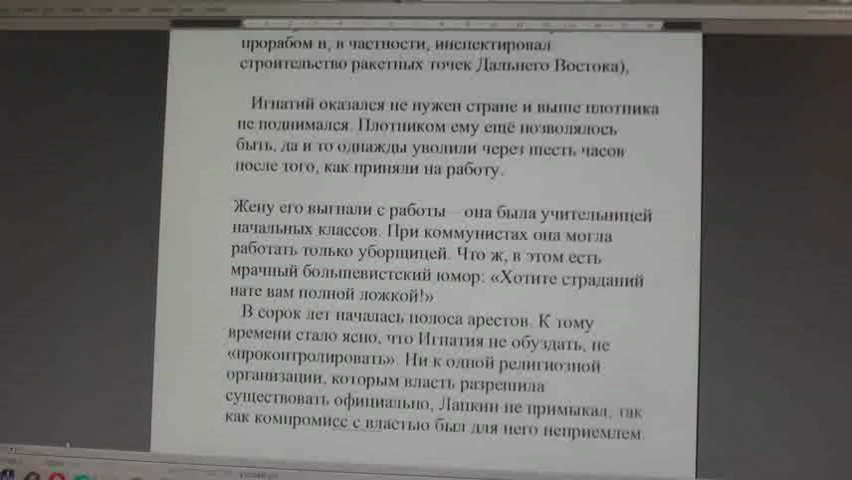 прорабом и, в частности, инспектировал
строительство ракетных точек Дальнего Востока),
Игнатий оказался не нужен стране и выше плотника
не поднимался. Плотником ему ещё позволялось
быть, да и то однажды уволили через шесть часов
после того, как приняли на работу.
Жену его выгнали с работы – она была учительницей
начальных классов. При коммунистах она могла
работать только уборщицей. Что ж, в этом есть
мрачный большевистский юмор: «Хотите страданий
нате вам полной ложкой!»
В сорок лет началась полоса арестов. К тому
времени стало ясно, что Игнатия не обуздать, не
«проконтролировать». Ни к одной религиозной
организации, которым власть разрешила
существовать официально, Лапкин не примыкал, так
как компромисс с властью был для него неприемлем.